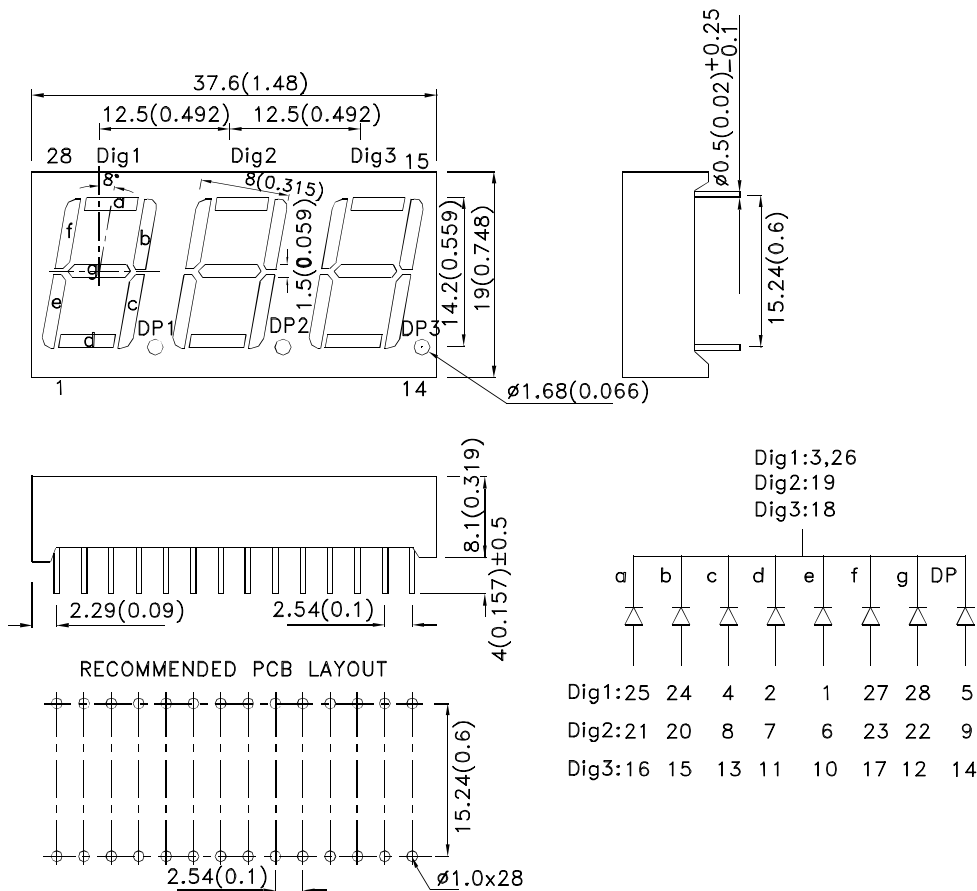 37.6(1.48)
12.5(0.492) 12.5(0.492)
28 Dig1 Dig2 Dig3 15
8° 8(0.315)
a
f b
g
e c
d
DP1 DP2 DP3
1.5(0.059)
14.2(0.559)
19(0.748)
1 14
ø1.68(0.066)
ø0.5(0.02)+0.25 -0.1
15.24(0.6)
8.1(0.319)
4(0.157)±0.5
2.29(0.09) 2.54(0.1)
RECOMMENDED PCB LAYOUT
15.24(0.6)
2.54(0.1) ø1.0x28
Dig1:3,26
Dig2:19
Dig3:18
a b c d e f g DP
Dig1:25 24 4 2 1 27 28 5
Dig2:21 20 8 7 6 23 22 9
Dig3:16 15 13 11 10 17 12 14